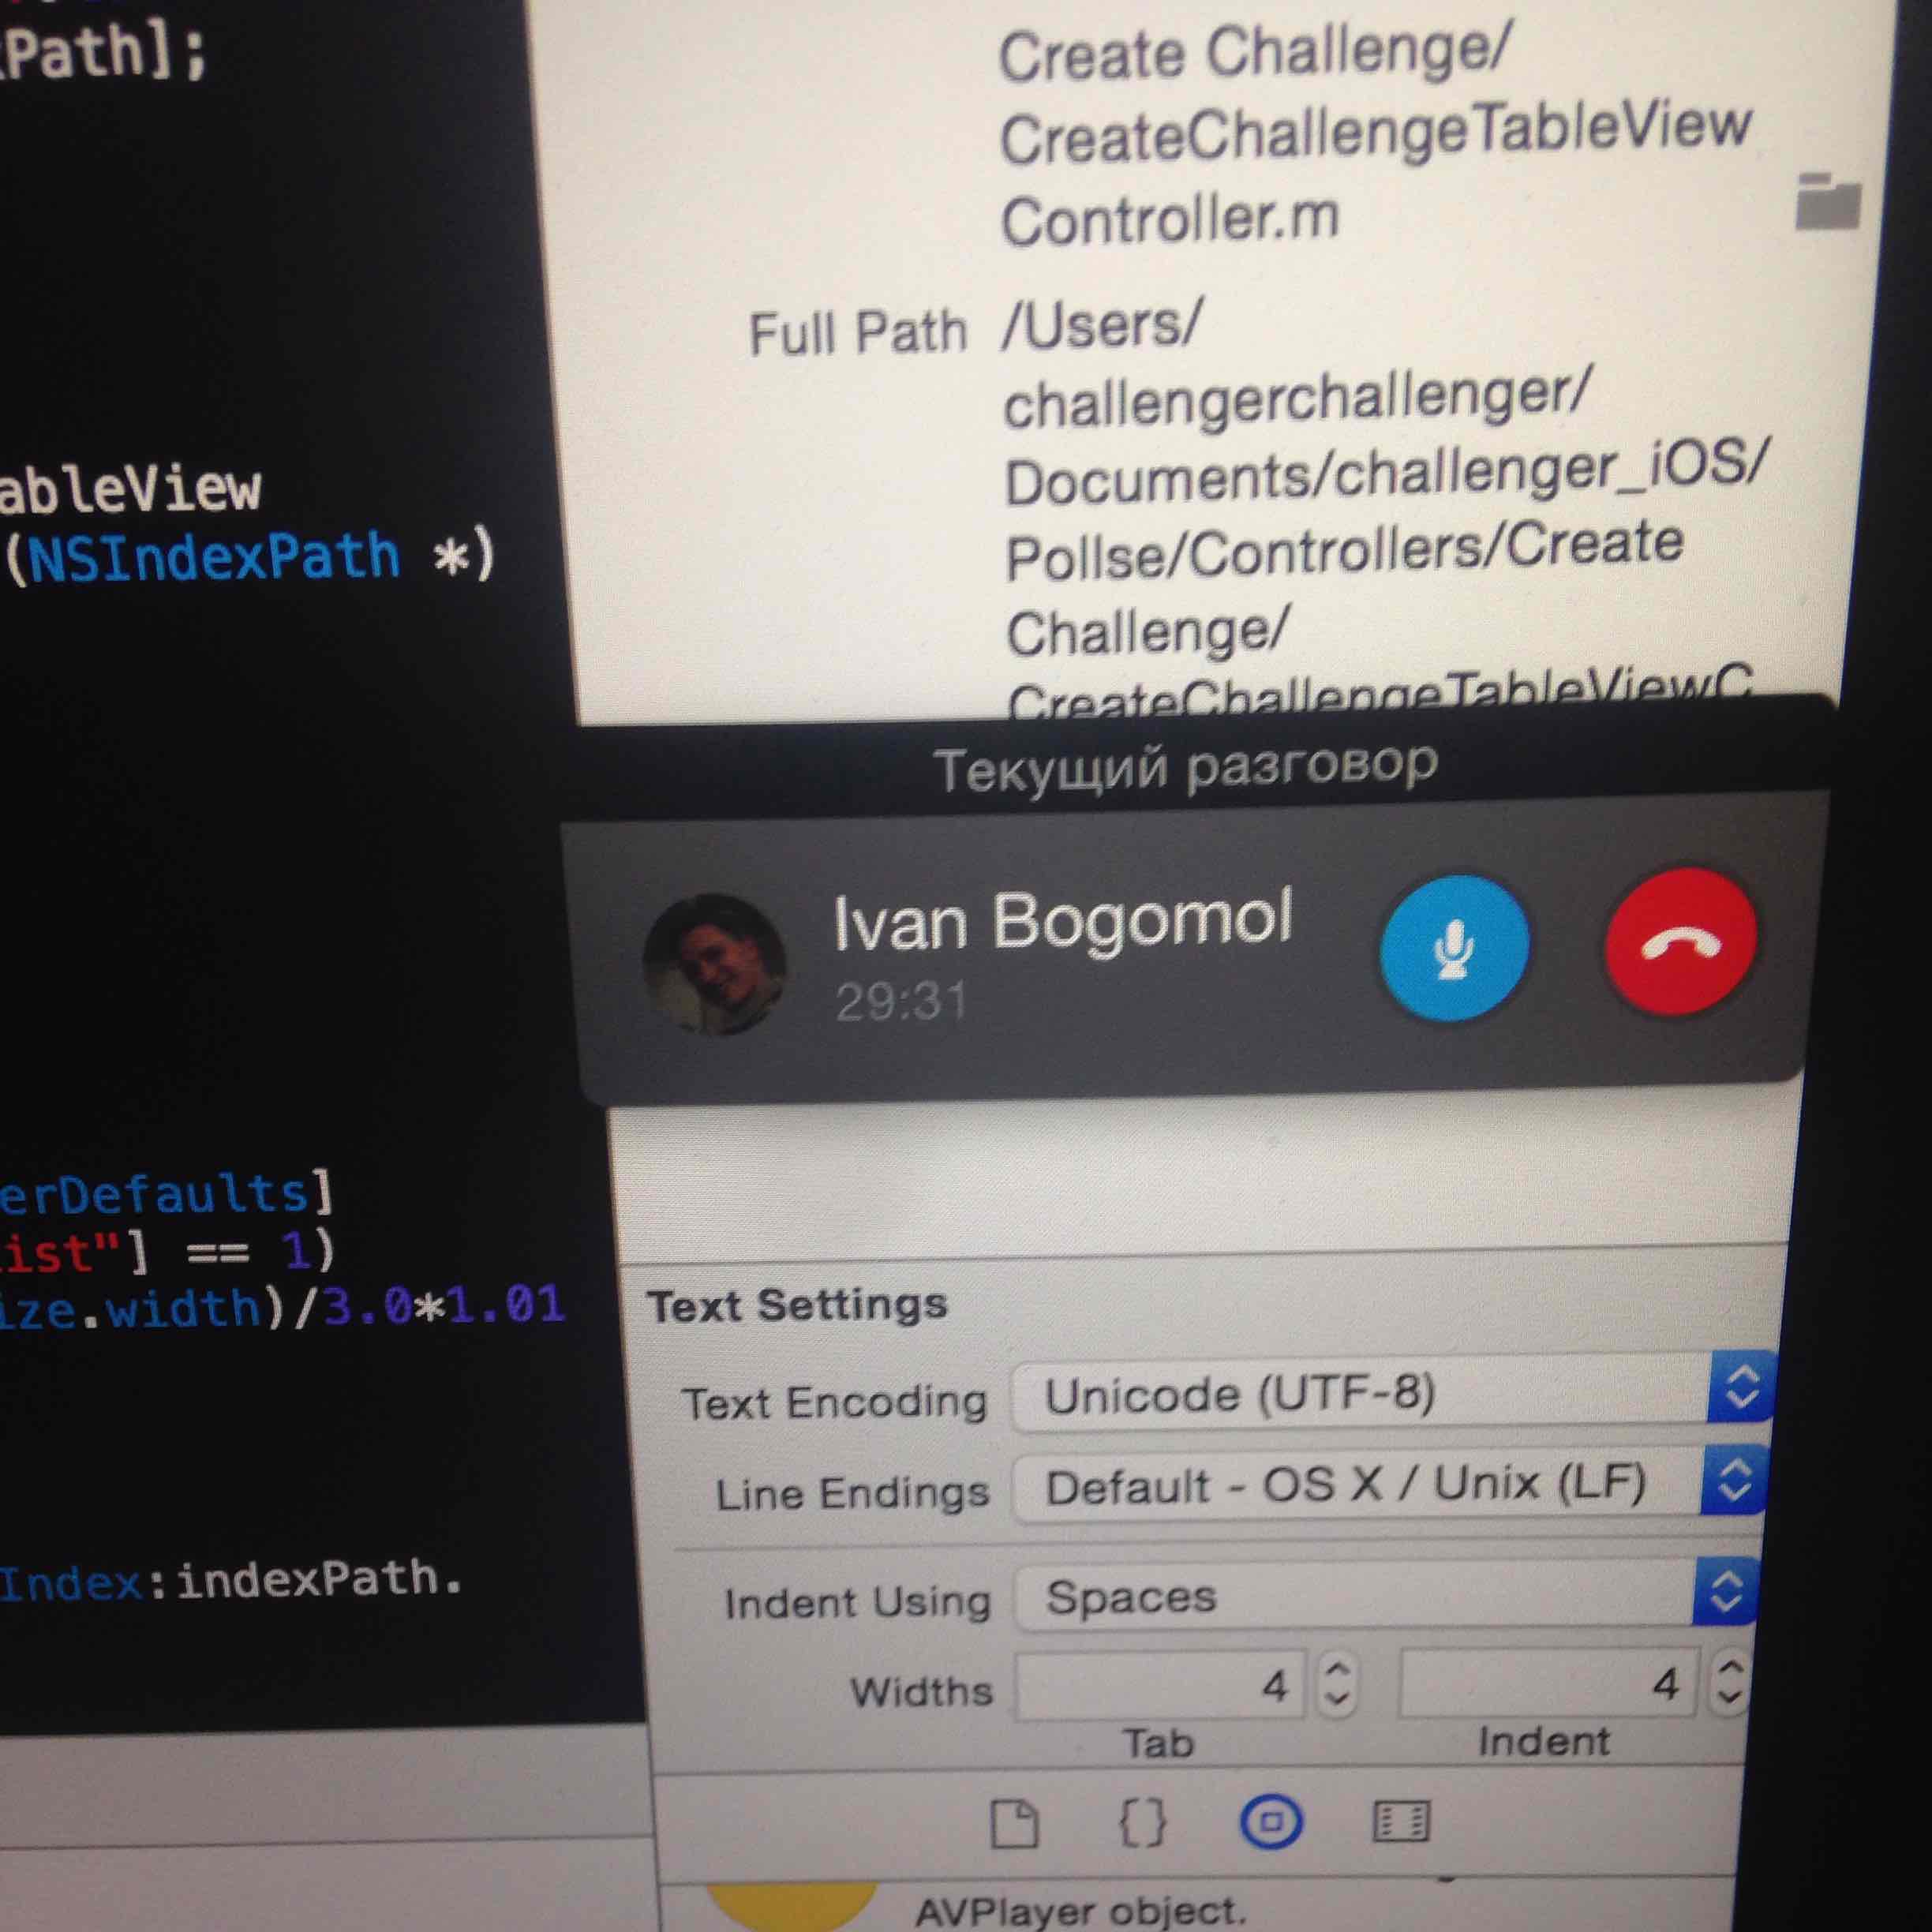 Path];
ableView
(NSIndexPath *)
erDefaults]
ist"] == 1)
ize.width)/3.0*1.01
Index:indexPath.
Create Challenge/
CreateChallengeTableView
Controller.m
Full Path /Users/
challengerchallenger/
Documents/challenger_iOS/
Pollse/Controllers/Create
Challenge/
CreateChallengeTableViewC
Текущий разговор
Ivan Bogomol
29:31
Text Settings
Text Encoding Unicode (UTF-8)
Line Endings Default - OS X / Unix (LF)
Indent Using Spaces
Widths 4 4
Tab Indent
{}
AVPlayer object.